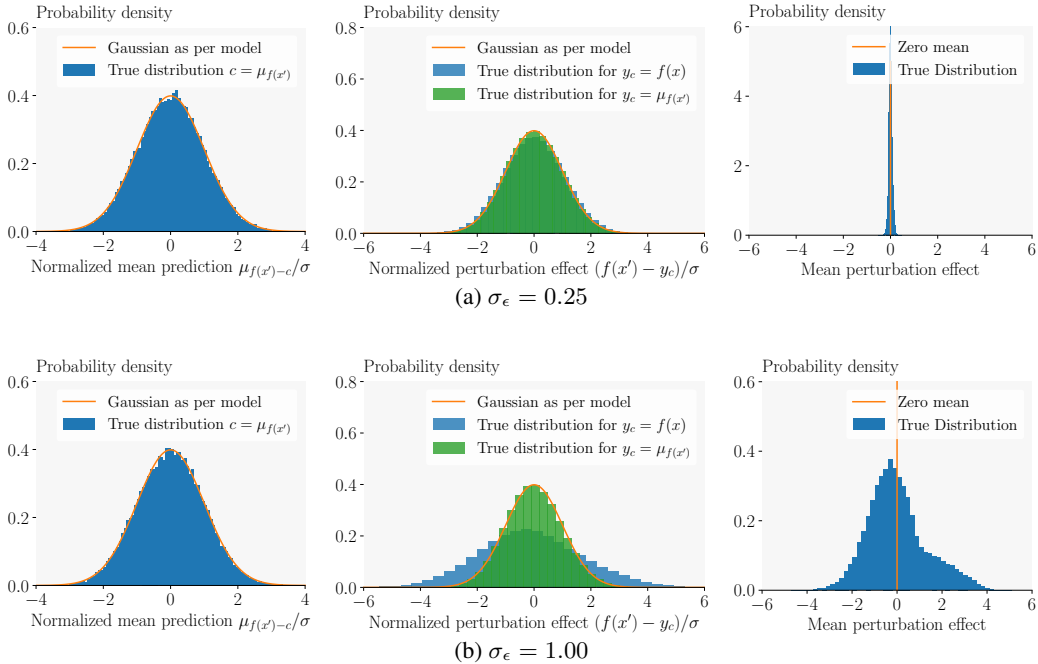 Probability density
Gaussian as per model
True distribution c = μ_{f(x')}
0.6
0.4
0.2
0.0
−4 −2 0 2 4
Normalized mean prediction μ_{f(x')−c}/σ
Probability density
Gaussian as per model
True distribution for y_c = f(x)
True distribution for y_c = μ_{f(x')}
0.8
0.6
0.4
0.2
0.0
−6 −4 −2 0 2 4 6
Normalized perturbation effect (f(x') − y_c)/σ
Probability density
Zero mean
True Distribution
6
4
2
0
−6 −4 −2 0 2 4 6
Mean perturbation effect
(a) σ_ϵ = 0.25
Probability density
Gaussian as per model
True distribution c = μ_{f(x')}
0.6
0.4
0.2
0.0
−4 −2 0 2 4
Normalized mean prediction μ_{f(x')−c}/σ
Probability density
Gaussian as per model
True distribution for y_c = f(x)
True distribution for y_c = μ_{f(x')}
0.8
0.6
0.4
0.2
0.0
−6 −4 −2 0 2 4 6
Normalized perturbation effect (f(x') − y_c)/σ
Probability density
Zero mean
True Distribution
0.6
0.4
0.2
0.0
−6 −4 −2 0 2 4 6
Mean perturbation effect
(b) σ_ϵ = 1.00